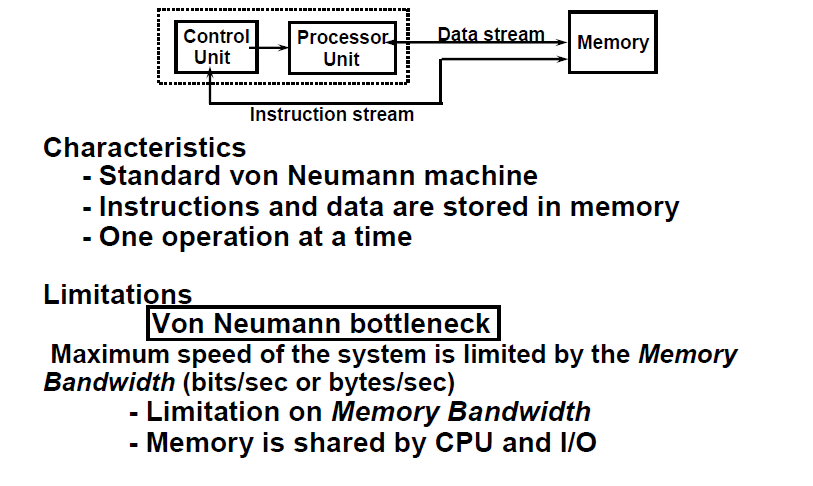 Control
Unit
Processor
Unit
Data stream
Memory
Instruction stream
Characteristics
- Standard von Neumann machine
- Instructions and data are stored in memory
- One operation at a time
Limitations
Von Neumann bottleneck
Maximum speed of the system is limited by the Memory
Bandwidth (bits/sec or bytes/sec)
- Limitation on Memory Bandwidth
- Memory is shared by CPU and I/O